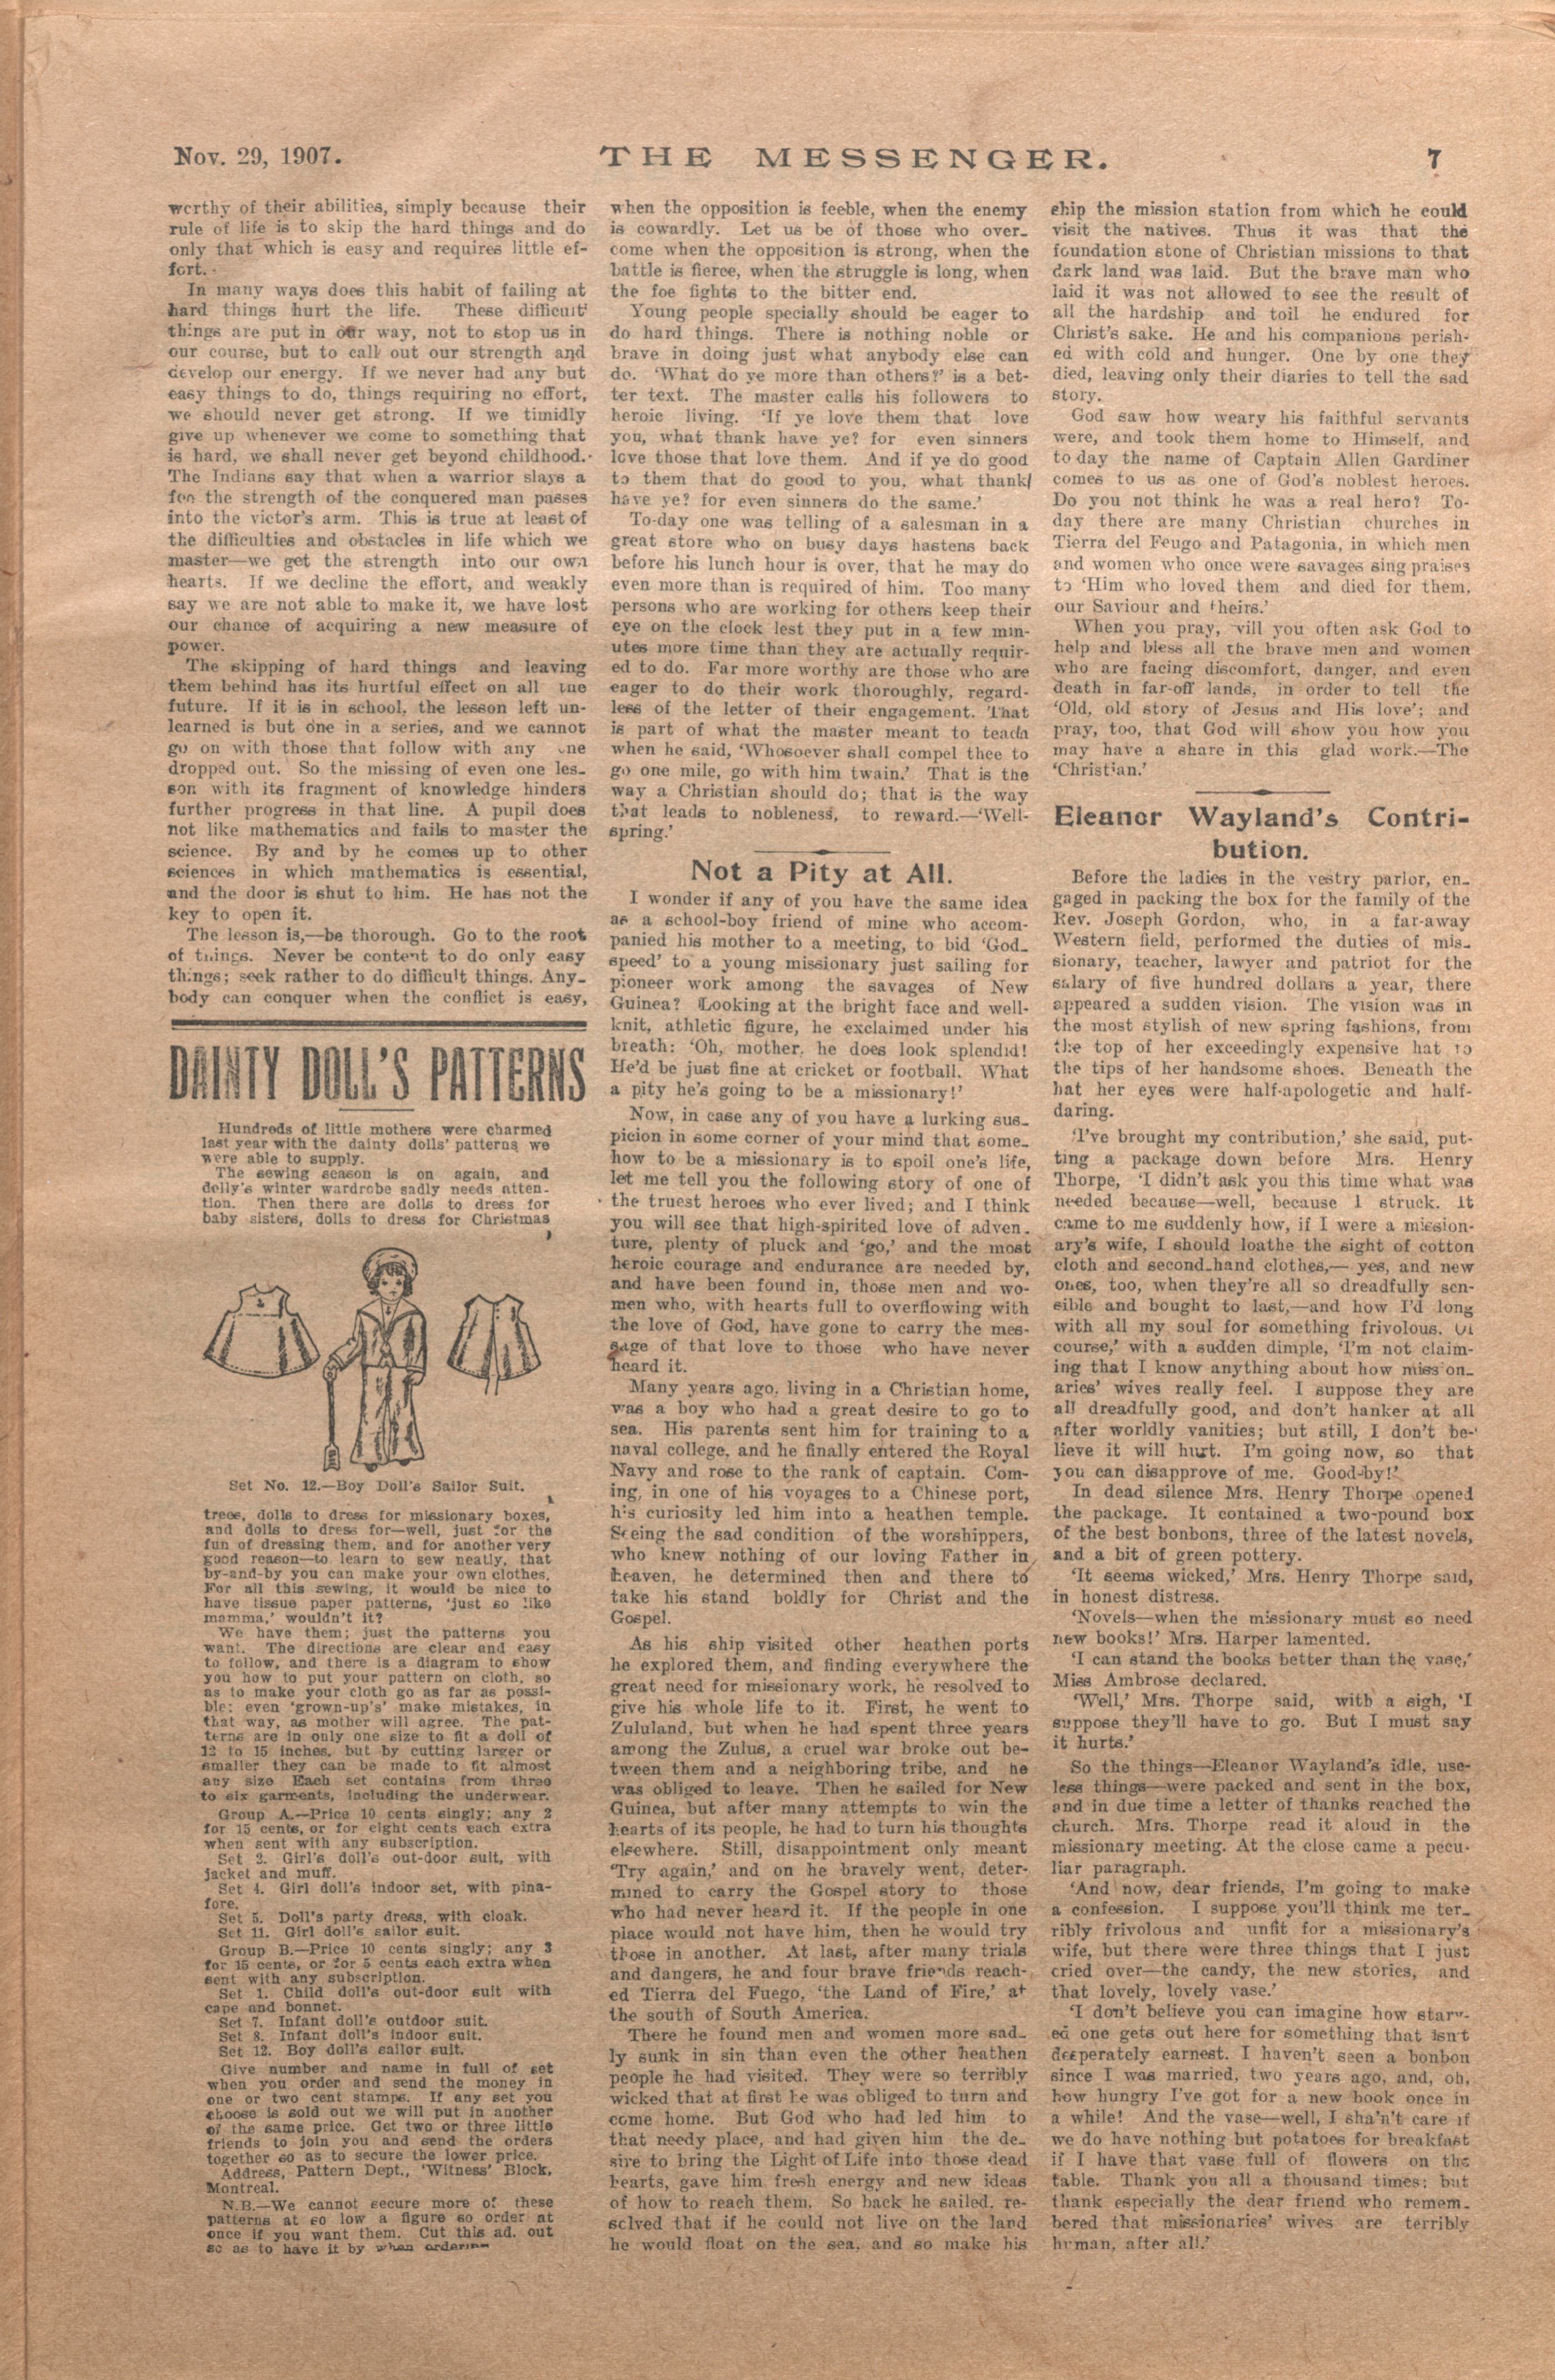 Nov. 29, 1907.
THE MESSENGER.
7
worthy of their abilities, simply because their
rule of life is to skip the hard things and do
only that which is easy and requires little ef-
fort.
In many ways does this habit of failing at
hard things hurt the life. These difficult
things are put in our way, not to stop us in
our course, but to call out our strength and
develop our energy. If we never had any but
easy things to do, things requiring no effort,
we should never get strong. If we timidly
give up whenever we come to something that
is hard, we shall never get beyond childhood.
The Indians say that when a warrior slays a
foe the strength of the conquered man passes
into the victor's arm. This is true at least of
the difficulties and obstacles in life which we
master—we get the strength into our own
hearts. If we decline the effort, and weakly
say we are not able to make it, we have lost
our chance of acquiring a new measure of
power.
The skipping of hard things and leaving
them behind has its hurtful effect on all the
future. If it is in school, the lesson left un-
learned is but one in a series, and we cannot
go on with those that follow with any one
dropped out. So the missing of even one les-
son with its fragment of knowledge hinders
further progress in that line. A pupil does
not like mathematics and fails to master the
science. By and by he comes up to other
sciences in which mathematics is essential,
and the door is shut to him. He has not the
key to open it.
The lesson is,—be thorough. Go to the root
of things. Never be content to do only easy
things; seek rather to do difficult things. Any-
body can conquer when the conflict is easy,
DAINTY DOLL'S PATTERNS
Hundreds of little mothers were charmed
last year with the dainty dolls' patterns we
were able to supply.
The sewing season is on again, and
dolly's winter wardrobe sadly needs atten-
tion. Then there are dolls to dress for
baby sisters, dolls to dress for Christmas
Set No. 12.—Boy Doll's Sailor Suit.
trees, dolls to dress for missionary boxes,
and dolls to dress for—well, just for the
fun of dressing them, and for another very
good reason—to learn to sew neatly, that
by-and-by you can make your own clothes.
For all this sewing, it would be nice to
have tissue paper patterns, 'just so like
mamma,' wouldn't it?
We have them; just the patterns you
want. The directions are clear and easy
to follow, and there is a diagram to show
you how to put your pattern on cloth, so
as to make your cloth go as far as possi-
ble; even 'grown-up's' make mistakes, in
that way, as mother will agree. The pat-
terns are in only one size to fit a doll of
12 to 15 inches, but by cutting larger or
smaller they can be made to fit almost
any size Each set contains from three
to six garments, including the underwear.
Group A.—Price 10 cents singly; any 2
for 15 cents, or for eight cents each extra
when sent with any subscription.
Set 2. Girl's doll's out-door suit, with
jacket and muff.
Set 4. Girl doll's indoor set, with pina-
fore.
Set 5. Doll's party dress, with cloak.
Set 11. Girl doll's sailor suit.
Group B.—Price 10 cents singly; any 3
for 15 cents, or for 5 cents each extra when
sent with any subscription.
Set 1. Child doll's out-door suit with
cape and bonnet.
Set 7. Infant doll's outdoor suit.
Set 8. Infant doll's indoor suit.
Set 12. Boy doll's sailor suit.
Give number and name in full of set
when you order and send the money in
one or two cent stamps. If any set you
choose is sold out we will put in another
of the same price. Get two or three little
friends to join you and send the orders
together so as to secure the lower price.
Address, Pattern Dept., 'Witness' Block,
Montreal.
N.B.—We cannot secure more of these
patterns at so low a figure so order at
once if you want them. Cut this ad. out
so as to have it by when ordering
when the opposition is feeble, when the enemy
is cowardly. Let us be of those who over-
come when the opposition is strong, when the
battle is fierce, when the struggle is long, when
the foe fights to the bitter end.
Young people specially should be eager to
do hard things. There is nothing noble or
brave in doing just what anybody else can
do. 'What do ye more than others?' is a bet-
ter text. The master calls his followers to
heroic living. 'If ye love them that love
you, what thank have ye? for even sinners
love those that love them. And if ye do good
to them that do good to you, what thank
have ye? for even sinners do the same.'
To-day one was telling of a salesman in a
great store who on busy days hastens back
before his lunch hour is over, that he may do
even more than is required of him. Too many
persons who are working for others keep their
eye on the clock lest they put in a few min-
utes more time than they are actually requir-
ed to do. Far more worthy are those who are
eager to do their work thoroughly, regard-
less of the letter of their engagement. That
is part of what the master meant to teach
when he said, 'Whosoever shall compel thee to
go one mile, go with him twain.' That is the
way a Christian should do; that is the way
that leads to nobleness, to reward.—'Well-
spring.'
Not a Pity at All.
I wonder if any of you have the same idea
as a school-boy friend of mine who accom-
panied his mother to a meeting, to bid 'God-
speed' to a young missionary just sailing for
pioneer work among the savages of New
Guinea? Looking at the bright face and well-
knit, athletic figure, he exclaimed under his
breath: 'Oh, mother, he does look splendid!
He'd be just fine at cricket or football. What
a pity he's going to be a missionary!'
Now, in case any of you have a lurking sus-
picion in some corner of your mind that some-
how to be a missionary is to spoil one's life,
let me tell you the following story of one of
the truest heroes who ever lived; and I think
you will see that high-spirited love of adven-
ture, plenty of pluck and 'go,' and the most
heroic courage and endurance are needed by,
and have been found in, those men and wo-
men who, with hearts full to overflowing with
the love of God, have gone to carry the mes-
sage of that love to those who have never
heard it.
Many years ago, living in a Christian home,
was a boy who had a great desire to go to
sea. His parents sent him for training to a
naval college, and he finally entered the Royal
Navy and rose to the rank of captain. Com-
ing, in one of his voyages to a Chinese port,
his curiosity led him into a heathen temple.
Seeing the sad condition of the worshippers,
who knew nothing of our loving Father in
heaven, he determined then and there to
take his stand boldly for Christ and the
Gospel.
As his ship visited other heathen ports
he explored them, and finding everywhere the
great need for missionary work, he resolved to
give his whole life to it. First, he went to
Zululand, but when he had spent three years
among the Zulus, a cruel war broke out be-
tween them and a neighboring tribe, and he
was obliged to leave. Then he sailed for New
Guinea, but after many attempts to win the
hearts of its people, he had to turn his thoughts
elsewhere. Still, disappointment only meant
'Try again,' and on he bravely went, deter-
mined to carry the Gospel story to those
who had never heard it. If the people in one
place would not have him, then he would try
those in another. At last, after many trials
and dangers, he and four brave friends reach-
ed Tierra del Fuego, 'the Land of Fire,' at
the south of South America.
There he found men and women more sad-
ly sunk in sin than even the other heathen
people he had visited. They were so terribly
wicked that at first he was obliged to turn and
come home. But God who had led him to
that needy place, and had given him the de-
sire to bring the Light of Life into those dead
hearts, gave him fresh energy and new ideas
of how to reach them. So back he sailed, re-
solved that if he could not live on the land
he would float on the sea, and so make his
ship the mission station from which he could
visit the natives. Thus it was that the
foundation stone of Christian missions to that
dark land was laid. But the brave man who
laid it was not allowed to see the result of
all the hardship and toil he endured for
Christ's sake. He and his companions perish-
ed with cold and hunger. One by one they
died, leaving only their diaries to tell the sad
story.
God saw how weary his faithful servants
were, and took them home to Himself, and
to day the name of Captain Allen Gardiner
comes to us as one of God's noblest heroes.
Do you not think he was a real hero? To-
day there are many Christian churches in
Tierra del Feugo and Patagonia, in which men
and women who once were savages sing praises
to 'Him who loved them and died for them,
our Saviour and theirs.'
When you pray, will you often ask God to
help and bless all the brave men and women
who are facing discomfort, danger, and even
death in far-off lands, in order to tell the
'Old, old story of Jesus and His love'; and
pray, too, that God will show you how you
may have a share in this glad work.—The
'Christian.'
Eleanor Wayland's Contri-
bution.
Before the ladies in the vestry parlor, en-
gaged in packing the box for the family of the
Rev. Joseph Gordon, who, in a far-away
Western field, performed the duties of mis-
sionary, teacher, lawyer and patriot for the
salary of five hundred dollars a year, there
appeared a sudden vision. The vision was in
the most stylish of new spring fashions, from
the top of her exceedingly expensive hat to
the tips of her handsome shoes. Beneath the
hat her eyes were half-apologetic and half-
daring.
'I've brought my contribution,' she said, put-
ting a package down before Mrs. Henry
Thorpe, 'I didn't ask you this time what was
needed because—well, because I struck. It
came to me suddenly how, if I were a mission-
ary's wife, I should loathe the sight of cotton
cloth and second-hand clothes,— yes, and new
ones, too, when they're all so dreadfully sen-
sible and bought to last,—and how I'd long
with all my soul for something frivolous. Of
course,' with a sudden dimple, 'I'm not claim-
ing that I know anything about how mission-
aries' wives really feel. I suppose they are
all dreadfully good, and don't hanker at all
after worldly vanities; but still, I don't be-
lieve it will hurt. I'm going now, so that
you can disapprove of me. Good-by!'
In dead silence Mrs. Henry Thorpe opened
the package. It contained a two-pound box
of the best bonbons, three of the latest novels,
and a bit of green pottery.
'It seems wicked,' Mrs. Henry Thorpe said,
in honest distress.
'Novels—when the missionary must so need
new books!' Mrs. Harper lamented.
'I can stand the books better than the vase,'
Miss Ambrose declared.
'Well,' Mrs. Thorpe said, with a sigh, 'I
suppose they'll have to go. But I must say
it hurts.'
So the things—Eleanor Wayland's idle, use-
less things—were packed and sent in the box,
and in due time a letter of thanks reached the
church. Mrs. Thorpe read it aloud in the
missionary meeting. At the close came a pecu-
liar paragraph.
'And now, dear friends, I'm going to make
a confession. I suppose you'll think me ter-
ribly frivolous and unfit for a missionary's
wife, but there were three things that I just
cried over—the candy, the new stories, and
that lovely, lovely vase.'
'I don't believe you can imagine how starv-
ed one gets out here for something that isn't
desperately earnest. I haven't seen a bonbon
since I was married, two years ago, and, oh,
how hungry I've got for a new book once in
a while! And the vase—well, I sha'n't care if
we do have nothing but potatoes for breakfast
if I have that vase full of flowers on the
table. Thank you all a thousand times; but
thank especially the dear friend who remem-
bered that missionaries' wives are terribly
human, after all.'